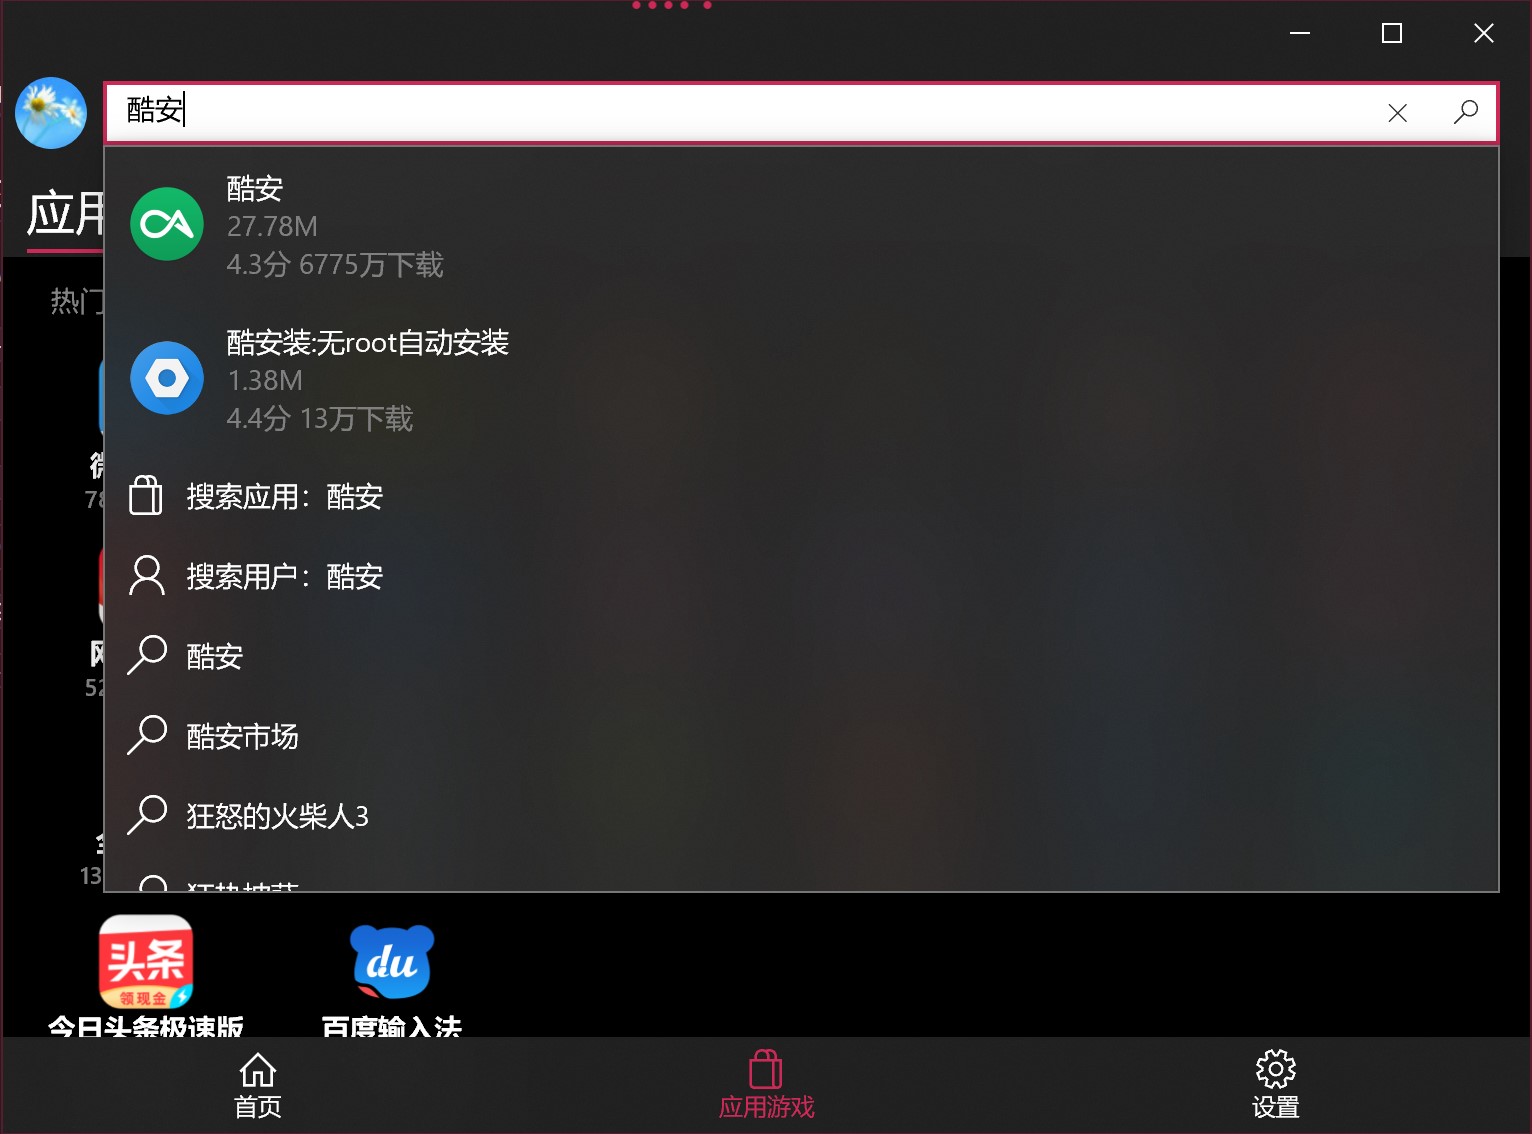 酷安
应用
酷安
27.78M
4.3分 6775万下载
热门
酷安装:无root自动安装
1.38M
4.4分 13万下载
微
78
搜索应用：酷安
搜索用户：酷安
网
52
酷安
酷安市场
狂怒的火柴人3
13
头条
领现金
du
今日头条极速版
百度输入法
首页
应用游戏
设置